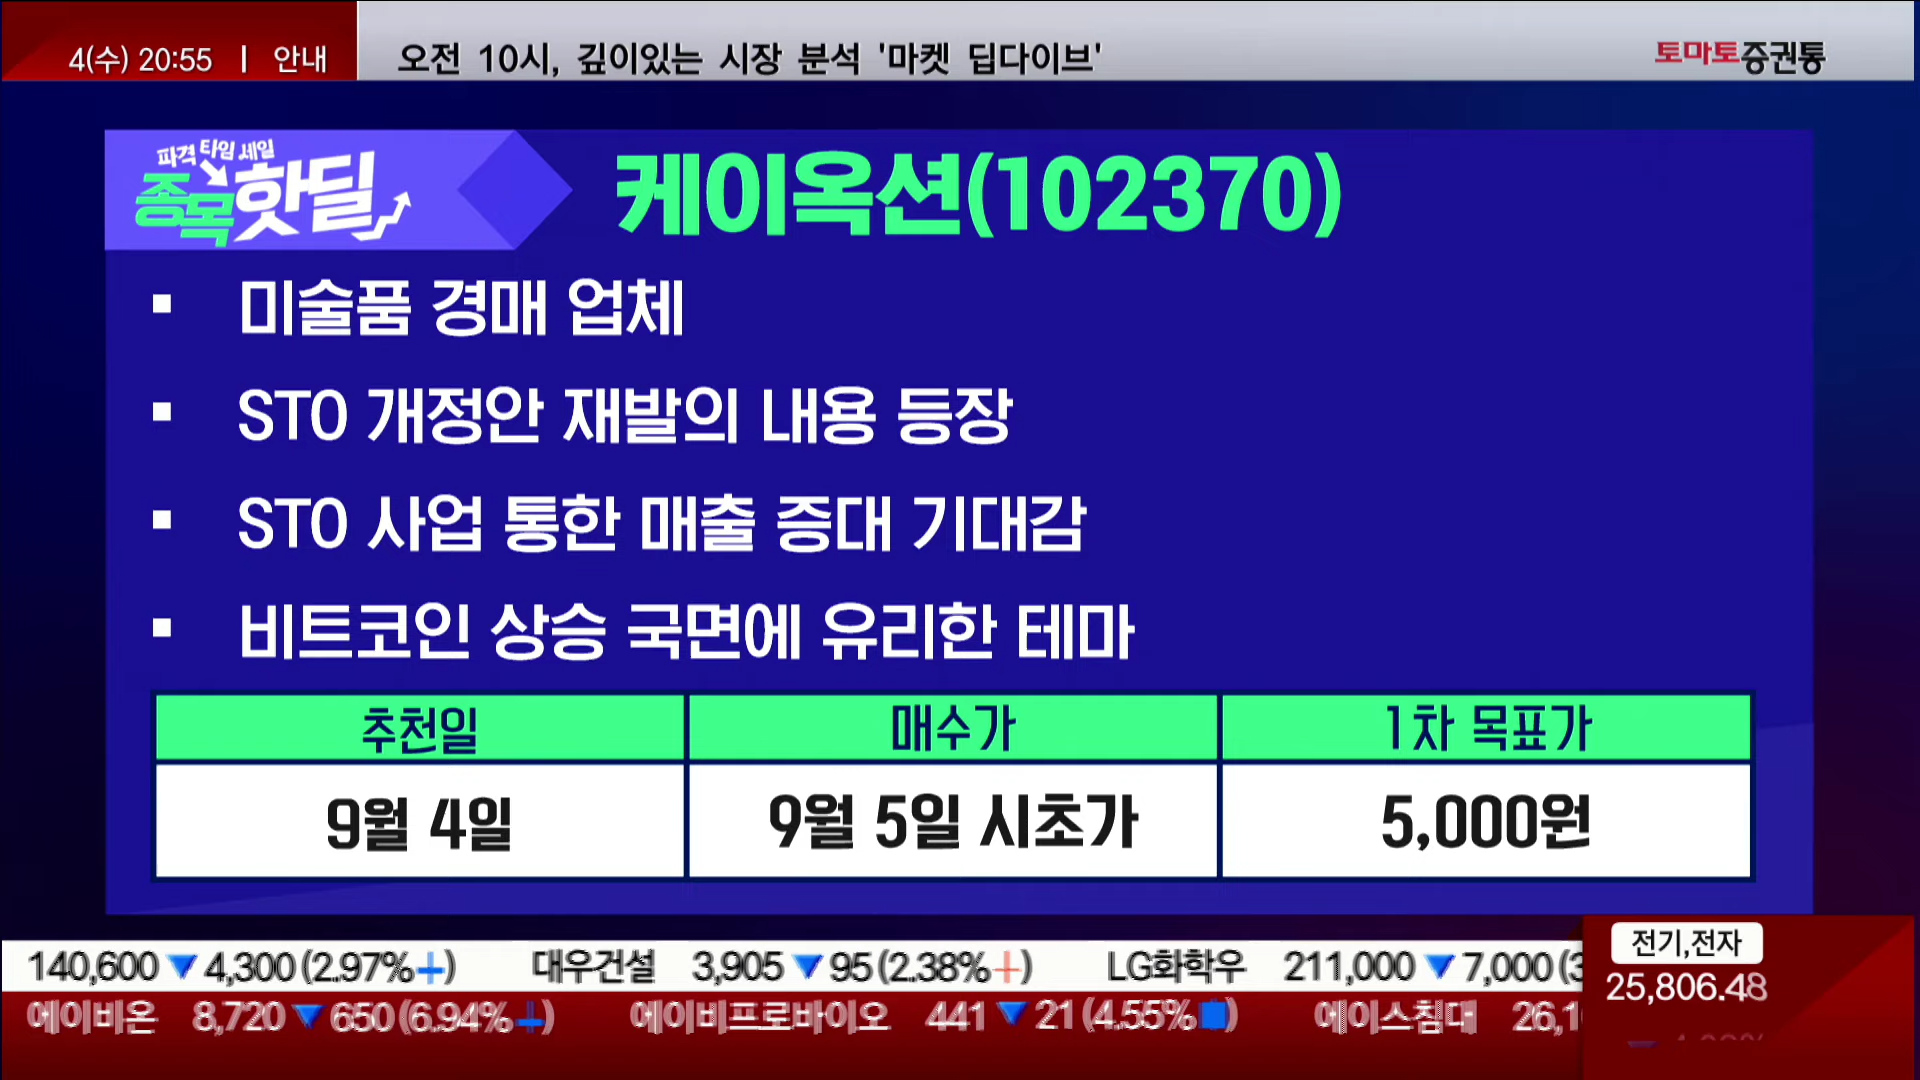 4(수) 20:55 | 안내
오전 10시, 깊이있는 시장 분석 '마켓 딥다이브'
토마토증권통
파격 타임 세일
종목핫딜
케이옥션(102370)
▪ 미술품 경매 업체
▪ STO 개정안 재발의 내용 등장
▪ STO 사업 통한 매출 증대 기대감
▪ 비트코인 상승 국면에 유리한 테마
추천일 매수가 1차 목표가
9월 4일 9월 5일 시초가 5,000원
140,600 ▼ 4,300 (2.97%+) 대우건설 3,905 ▼ 95 (2.38%+) LG화학우 211,000 ▼ 7,000 (3
에이비온 8,720 ▼ 650 (6.94% ) 에이비프로바이오 441 ▼ 21 (4.55% ) 에이스침대 26,1
전기,전자
25,806.48